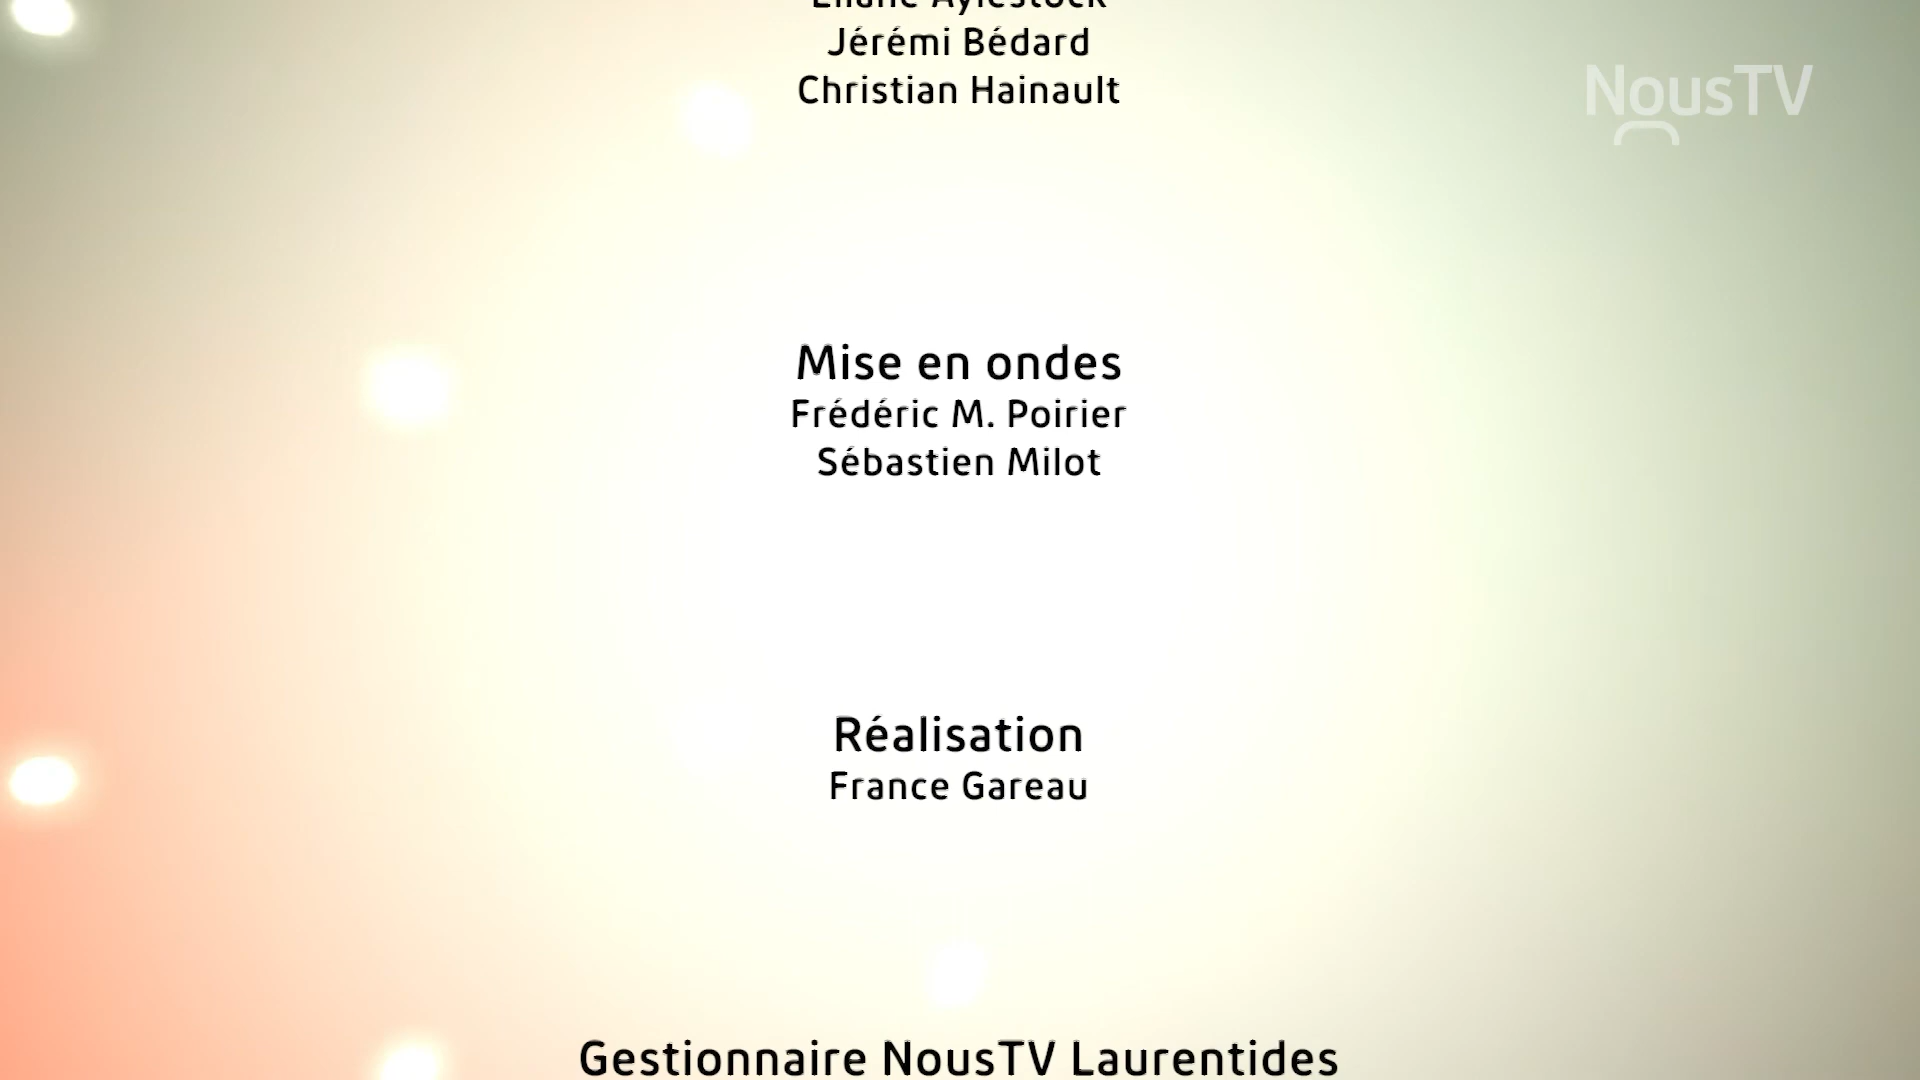 Jérémi Bédard
Christian Hainault
NousTV
Mise en ondes
Frédéric M. Poirier
Sébastien Milot
Réalisation
France Gareau
Gestionnaire NousTV Laurentides